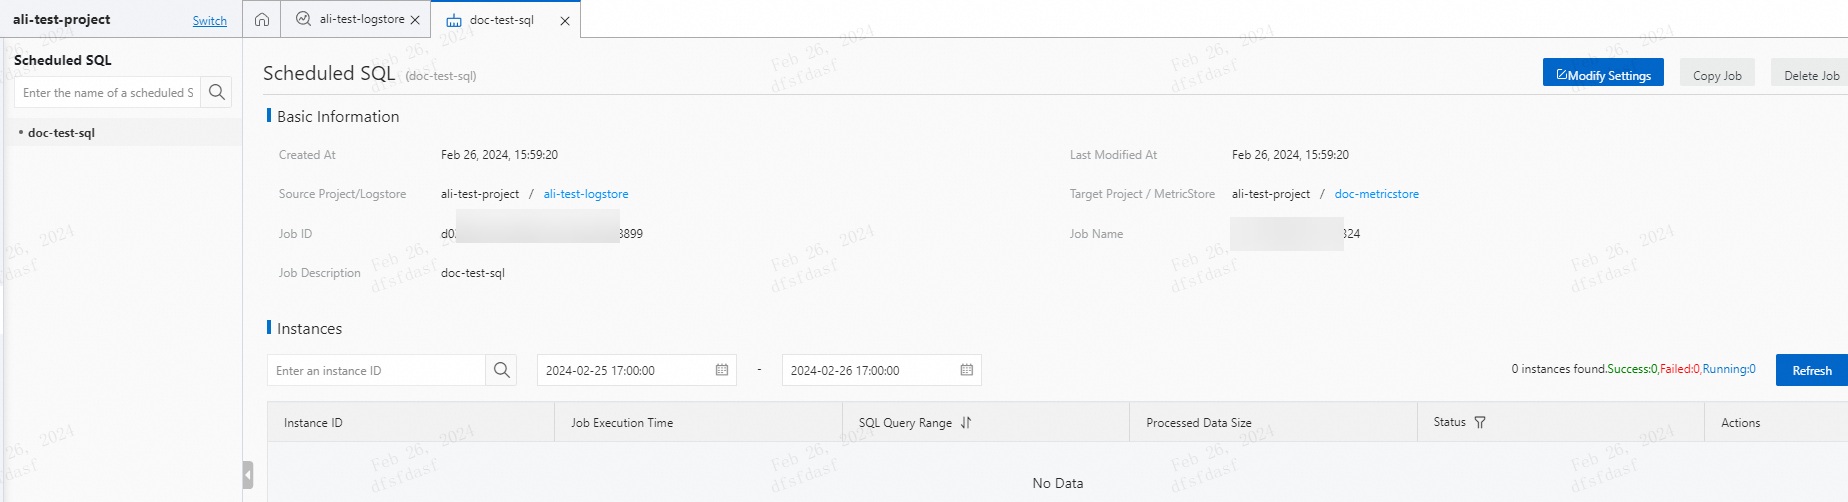 ali-test-project Switch ali-test-logstore doc-test-sql
Scheduled SQL
Enter the name of a scheduled S
doc-test-sql
Scheduled SQL (doc-test-sql)
Modify Settings Copy Job Delete Job
Basic Information
Created At Feb 26, 2024, 15:59:20 Last Modified At Feb 26, 2024, 15:59:20
Source Project/Logstore ali-test-project / ali-test-logstore Target Project / MetricStore ali-test-project / doc-metricstore
Job ID Job Name
Job Description doc-test-sql
Instances
Enter an instance ID 2024-02-25 17:00:00 - 2024-02-26 17:00:00 0 instances found.Success:0,Failed:0,Running:0 Refresh
Instance ID Job Execution Time SQL Query Range Processed Data Size Status Actions
No Data
Feb 26, 2024
dfsfdasf